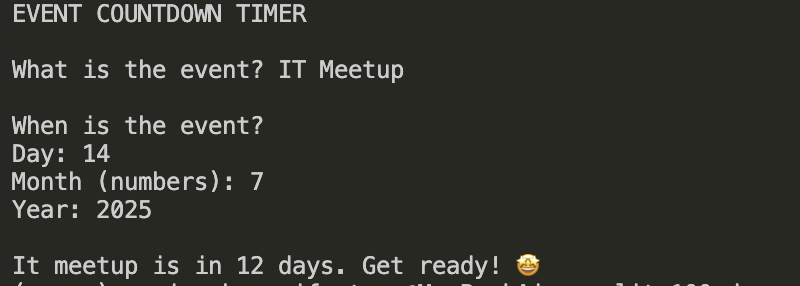 EVENT COUNTDOWN TIMER
What is the event? IT Meetup
When is the event?
Day: 14
Month (numbers): 7
Year: 2025
It meetup is in 12 days. Get ready! 🤩